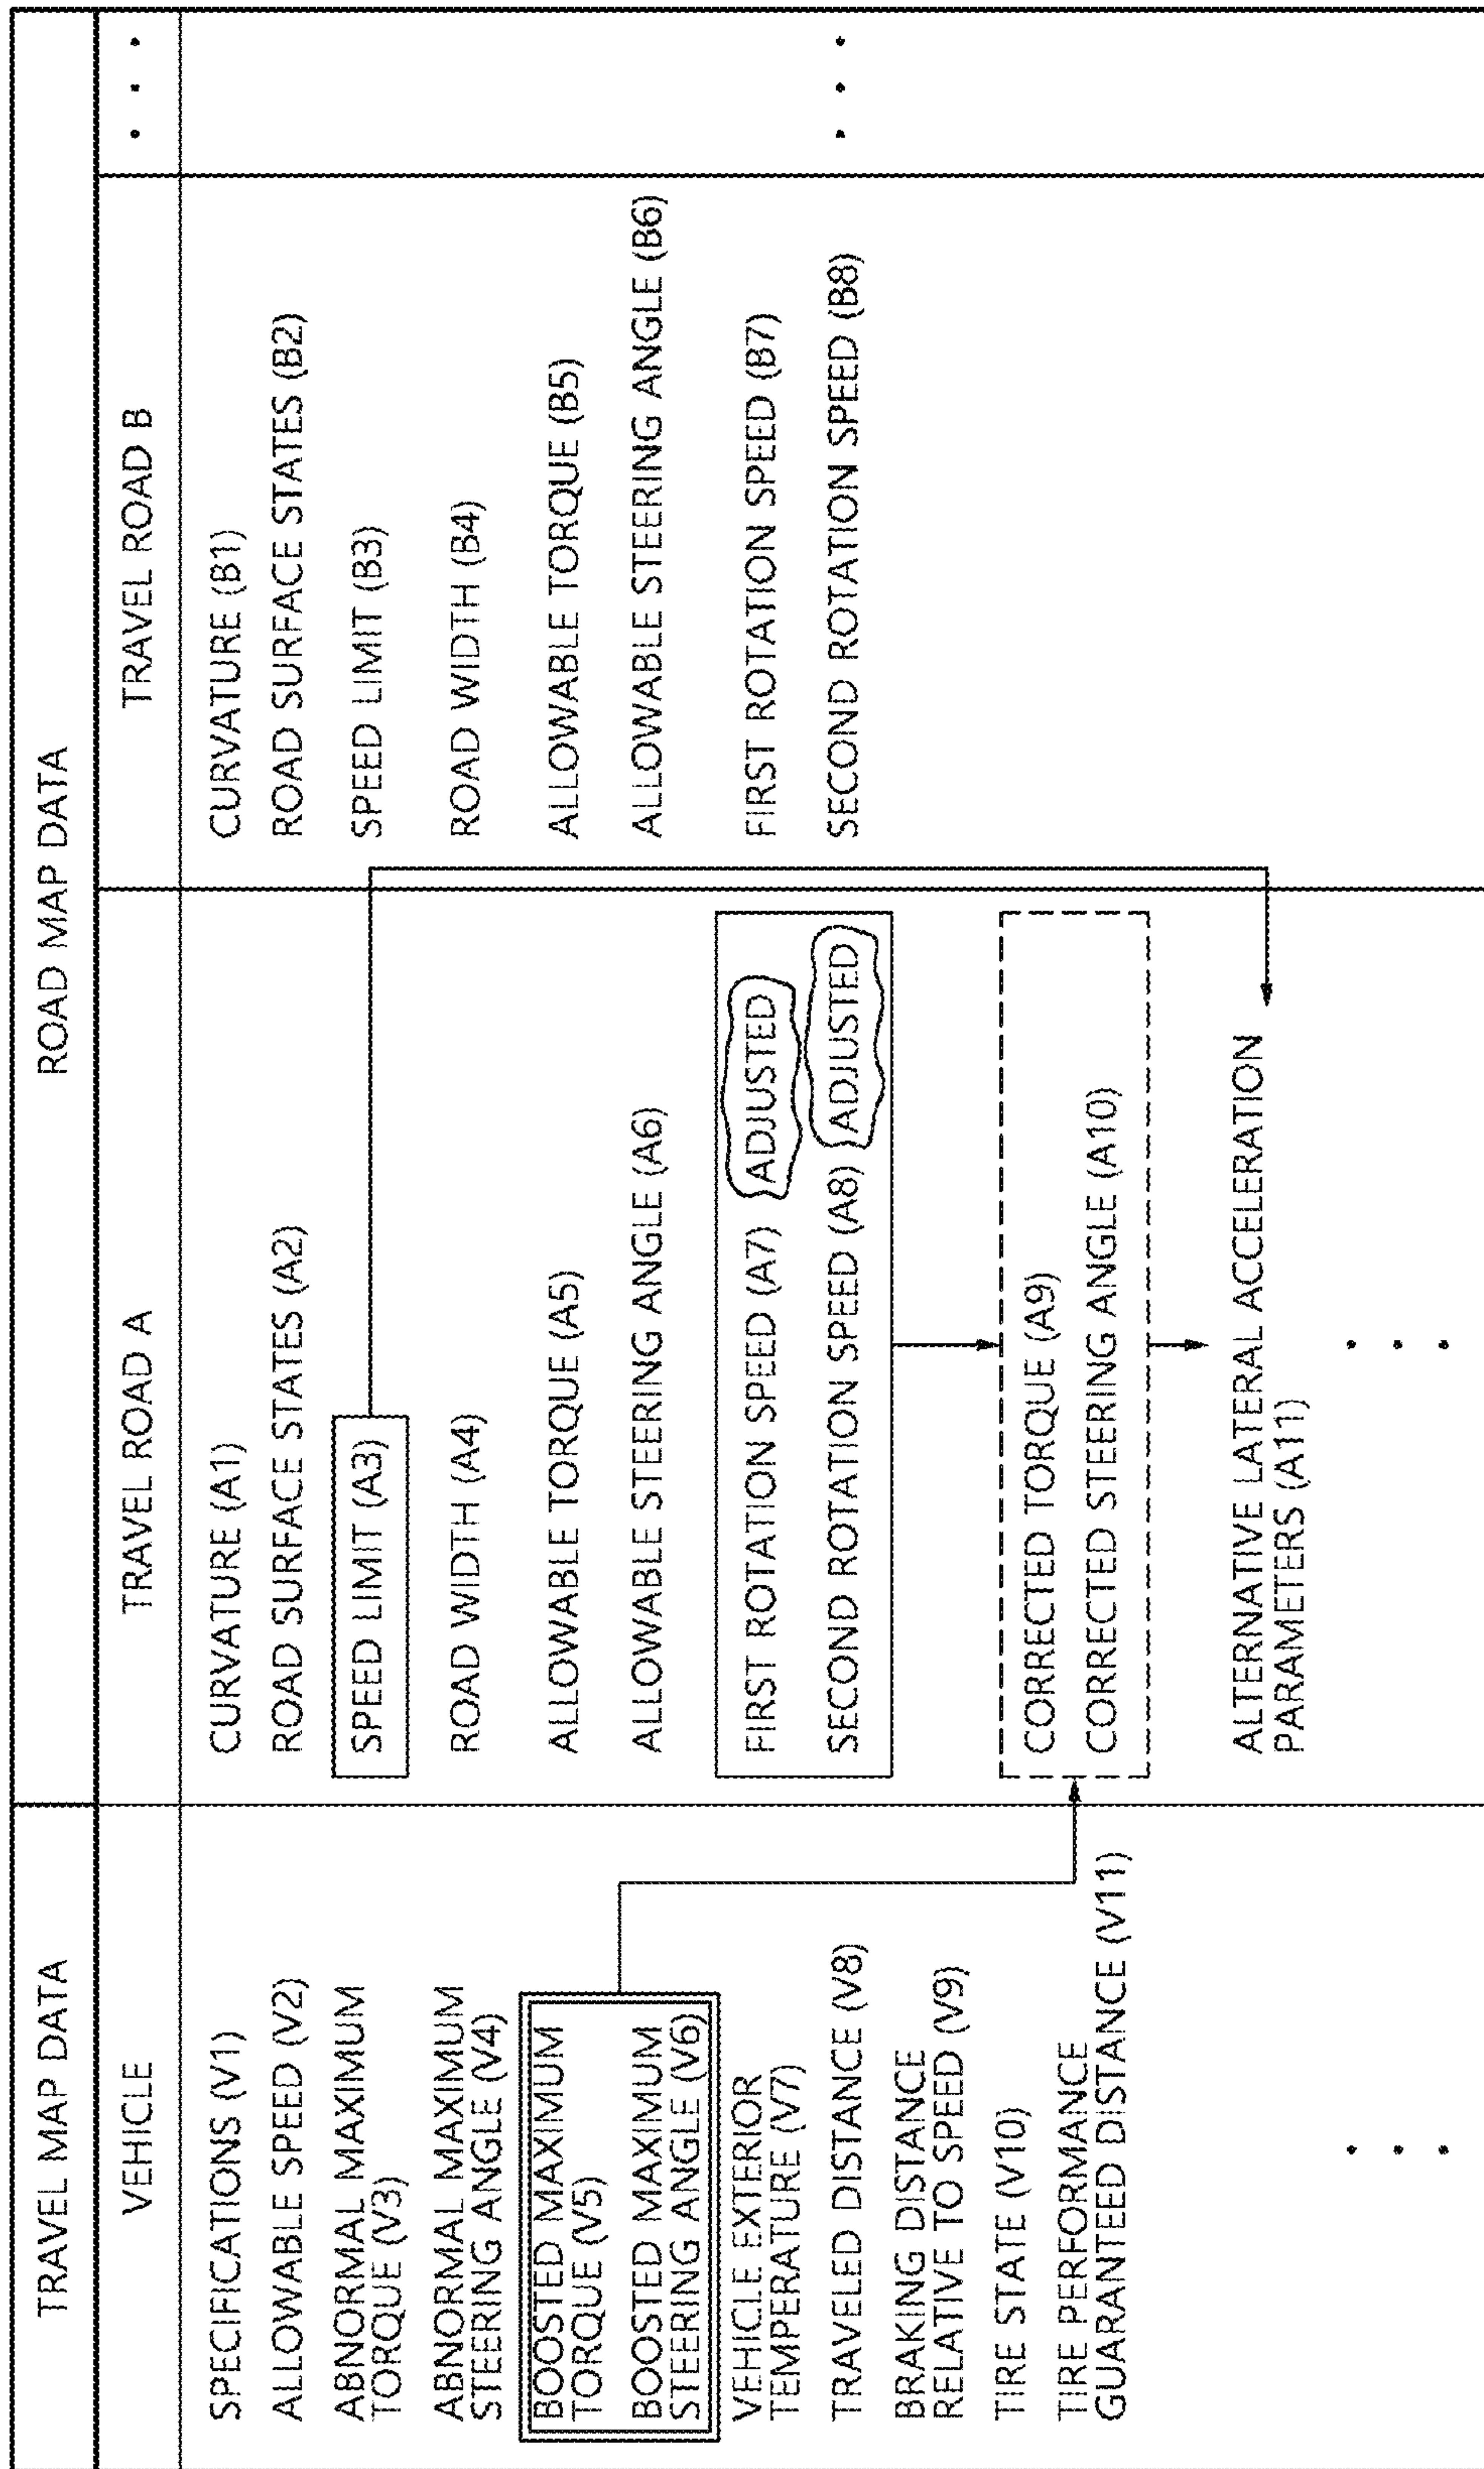 TRAVEL MAP DATA
ROAD MAP DATA
VEHICLE
TRAVEL ROAD A
TRAVEL ROAD B
. . .
SPECIFICATIONS (V1)
ALLOWABLE SPEED (V2)
ABNORMAL MAXIMUM
TORQUE (V3)
ABNORMAL MAXIMUM
STEERING ANGLE (V4)
BOOSTED MAXIMUM
TORQUE (V5)
BOOSTED MAXIMUM
STEERING ANGLE (V6)
VEHICLE EXTERIOR
TEMPERATURE (V7)
TRAVELED DISTANCE (V8)
BRAKING DISTANCE
RELATIVE TO SPEED (V9)
TIRE STATE (V10)
TIRE PERFORMANCE
GUARANTEED DISTANCE (V11)
. . .
CURVATURE (A1)
ROAD SURFACE STATES (A2)
SPEED LIMIT (A3)
ROAD WIDTH (A4)
ALLOWABLE TORQUE (A5)
ALLOWABLE STEERING ANGLE (A6)
FIRST ROTATION SPEED (A7) ADJUSTED
SECOND ROTATION SPEED (A8) ADJUSTED
CORRECTED TORQUE (A9)
CORRECTED STEERING ANGLE (A10)
ALTERNATIVE LATERAL ACCELERATION
PARAMETERS (A11)
. . .
CURVATURE (B1)
ROAD SURFACE STATES (B2)
SPEED LIMIT (B3)
ROAD WIDTH (B4)
ALLOWABLE TORQUE (B5)
ALLOWABLE STEERING ANGLE (B6)
FIRST ROTATION SPEED (B7)
SECOND ROTATION SPEED (B8)
. . .